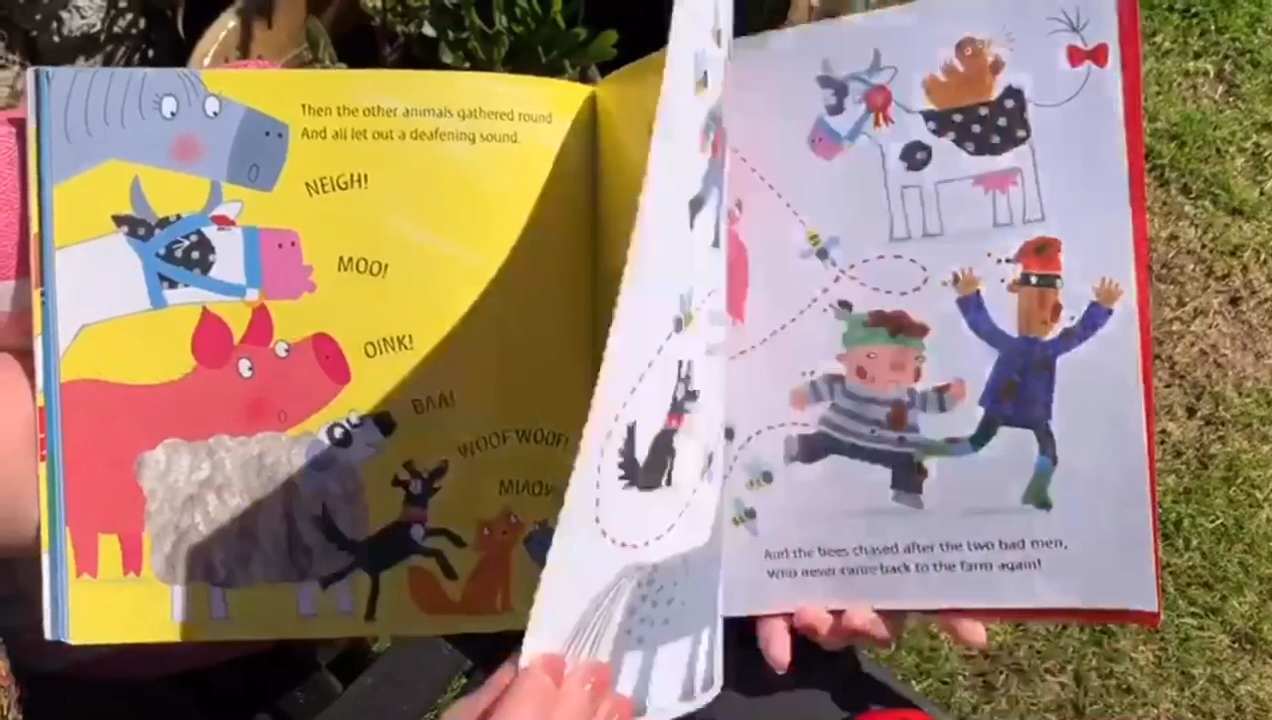 Then the other animals gathered round
And all let out a deafening sound.
NEIGH!
MOO!
OINK!
BAA!
WOOF WOOF!
MIAOW
And the bees chased after the two bad men,
Who never came back to the farm again!